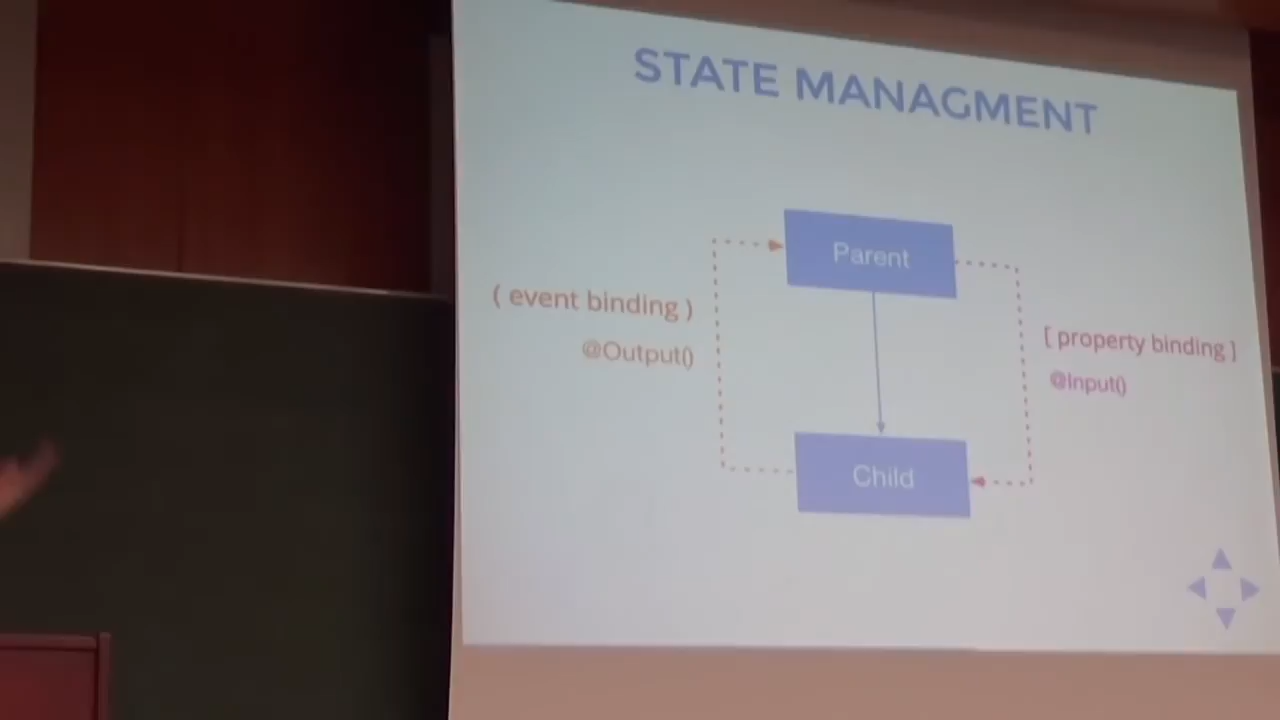 STATE MANAGMENT
Parent
( event binding )
@Output()
[ property binding ]
@Input()
Child